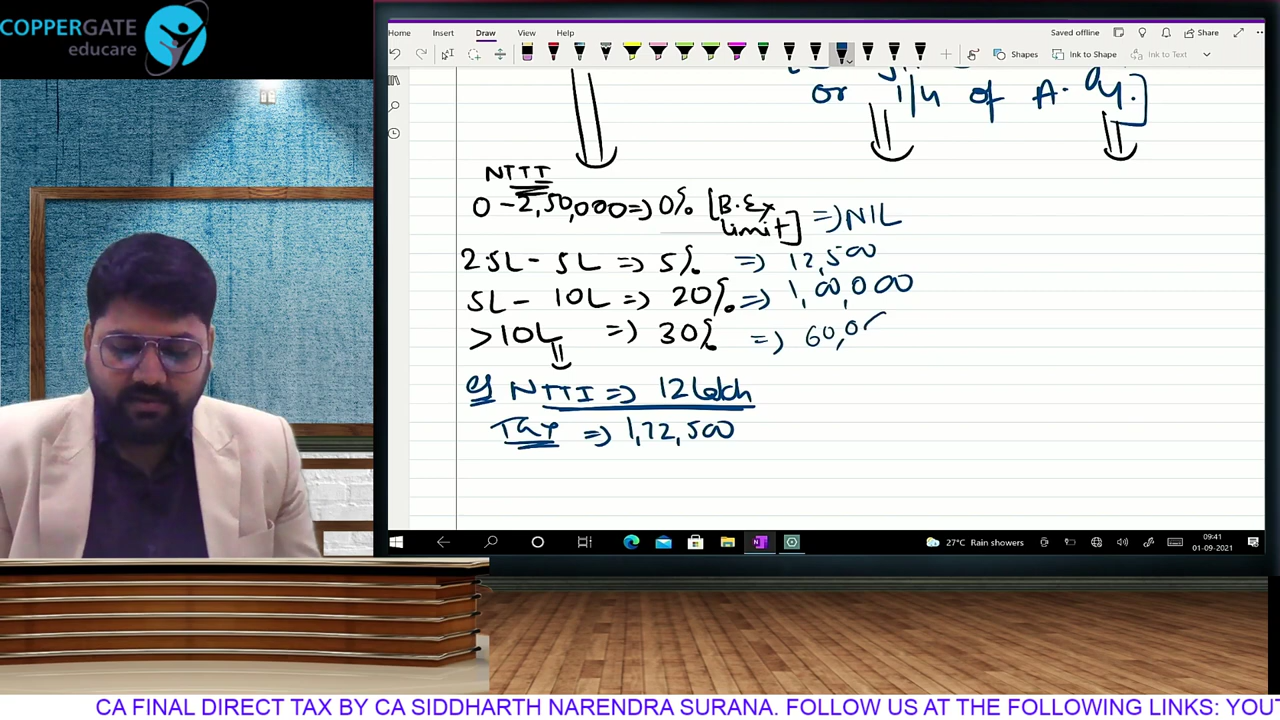 COPPERGATE
educare
Home Insert Draw View Help
Saved offline
Share
Shapes
Ink to Shape
Ink to Text
or 1/4 of A.
NTTI
0 - 2,50,000 => 0% [B.Ex limit] => NIL
2.5L - 5L => 5% => 12,500
5L - 10L => 20% => 1,00,000
>10L => 30% => 60,0
eg NTTI => 12 Lakh
Tax => 1,72,500
27°C Rain showers
09:41
01-09-2021
CA FINAL DIRECT TAX BY CA SIDDHARTH NARENDRA SURANA. FOLLOW US AT THE FOLLOWING LINKS: YOU